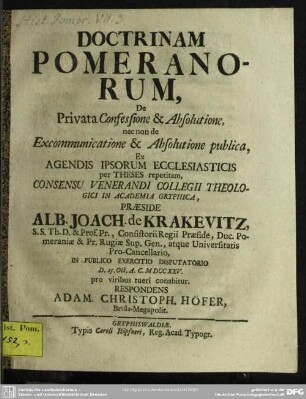 Hist. Pomer. VII. 3
DOCTRINAM
POMERANO-
RUM,
De
Privata Confessione & Absolutione,
nec non de
Excommunicatione & Absolutione publica,
Ex
AGENDIS IPSORUM ECCLESIASTICIS
per THESES repetitam,
CONSENSU VENERANDI COLLEGII THEOLO-
GICI IN ACADEMIA GRYPHICA,
PRÆSIDE
ALB. JOACH. de KRAKEVITZ,
S.S. Th. D. & Prof. Pr., Consistorii Regii Præside, Duc. Po-
meraniæ & Pr. Rugiæ Sup. Gen., atque Universitatis
Pro-Cancellario,
IN PUBLICO EXERCITIO DISPUTATORIO
D. Oct. A. C. MDCCXXV.
pro viribus tueri conabitur
RESPONDENS
ADAM. CHRISTOPH. HÖFER,
Brüla-Megapolit.
GRYPHISWALDIÆ,
Typis Caroli Höpfneri, Reg. Acad. Typogr.
Hist. Pom.
152, 2.